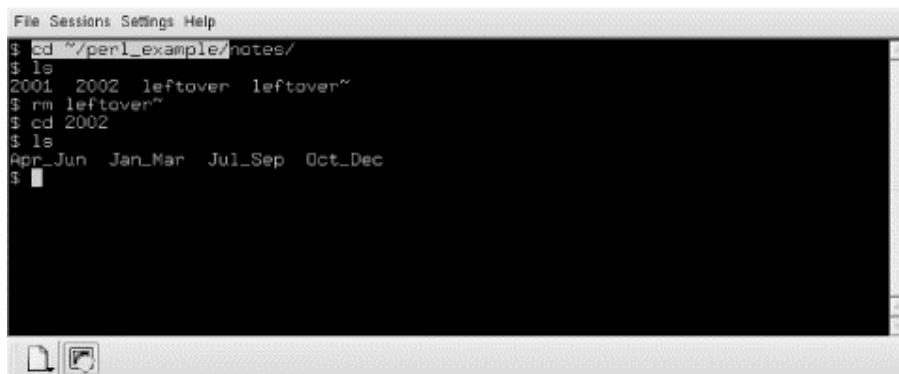 File Sessions Settings Help
$ cd ~/perl_example/notes/
$ ls
2001 2002 leftover leftover~
$ rm leftover~
$ cd 2002
$ ls
Apr_Jun Jan_Mar Jul_Sep Oct_Dec
$